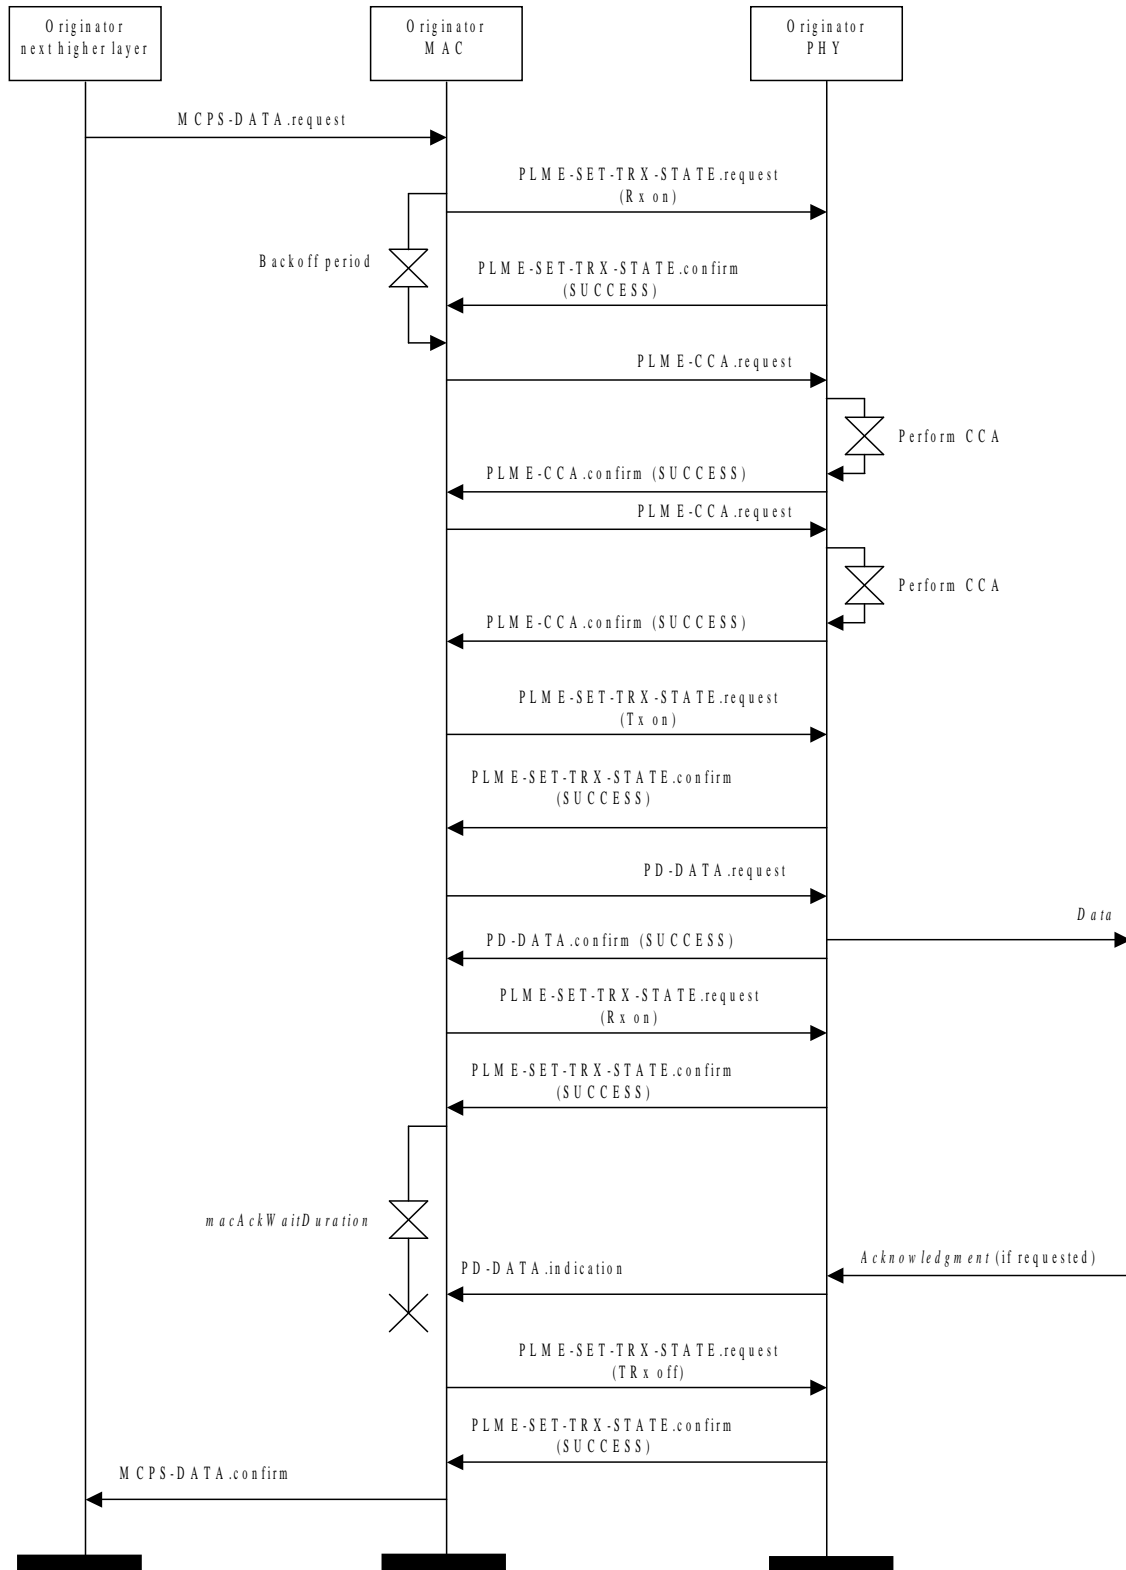 Originator
next higher layer
Originator
MAC
Originator
PHY
MCPS-DATA.request
PLME-SET-TRX-STATE.request
(Rx on)
Backoff period
PLME-SET-TRX-STATE.confirm
(SUCCESS)
PLME-CCA.request
Perform CCA
PLME-CCA.confirm (SUCCESS)
PLME-CCA.request
Perform CCA
PLME-CCA.confirm (SUCCESS)
PLME-SET-TRX-STATE.request
(Tx on)
PLME-SET-TRX-STATE.confirm
(SUCCESS)
PD-DATA.request
Data
PD-DATA.confirm (SUCCESS)
PLME-SET-TRX-STATE.request
(Rx on)
PLME-SET-TRX-STATE.confirm
(SUCCESS)
macAckWaitDuration
Acknowledgment (if requested)
PD-DATA.indication
PLME-SET-TRX-STATE.request
(TRx off)
PLME-SET-TRX-STATE.confirm
(SUCCESS)
MCPS-DATA.confirm